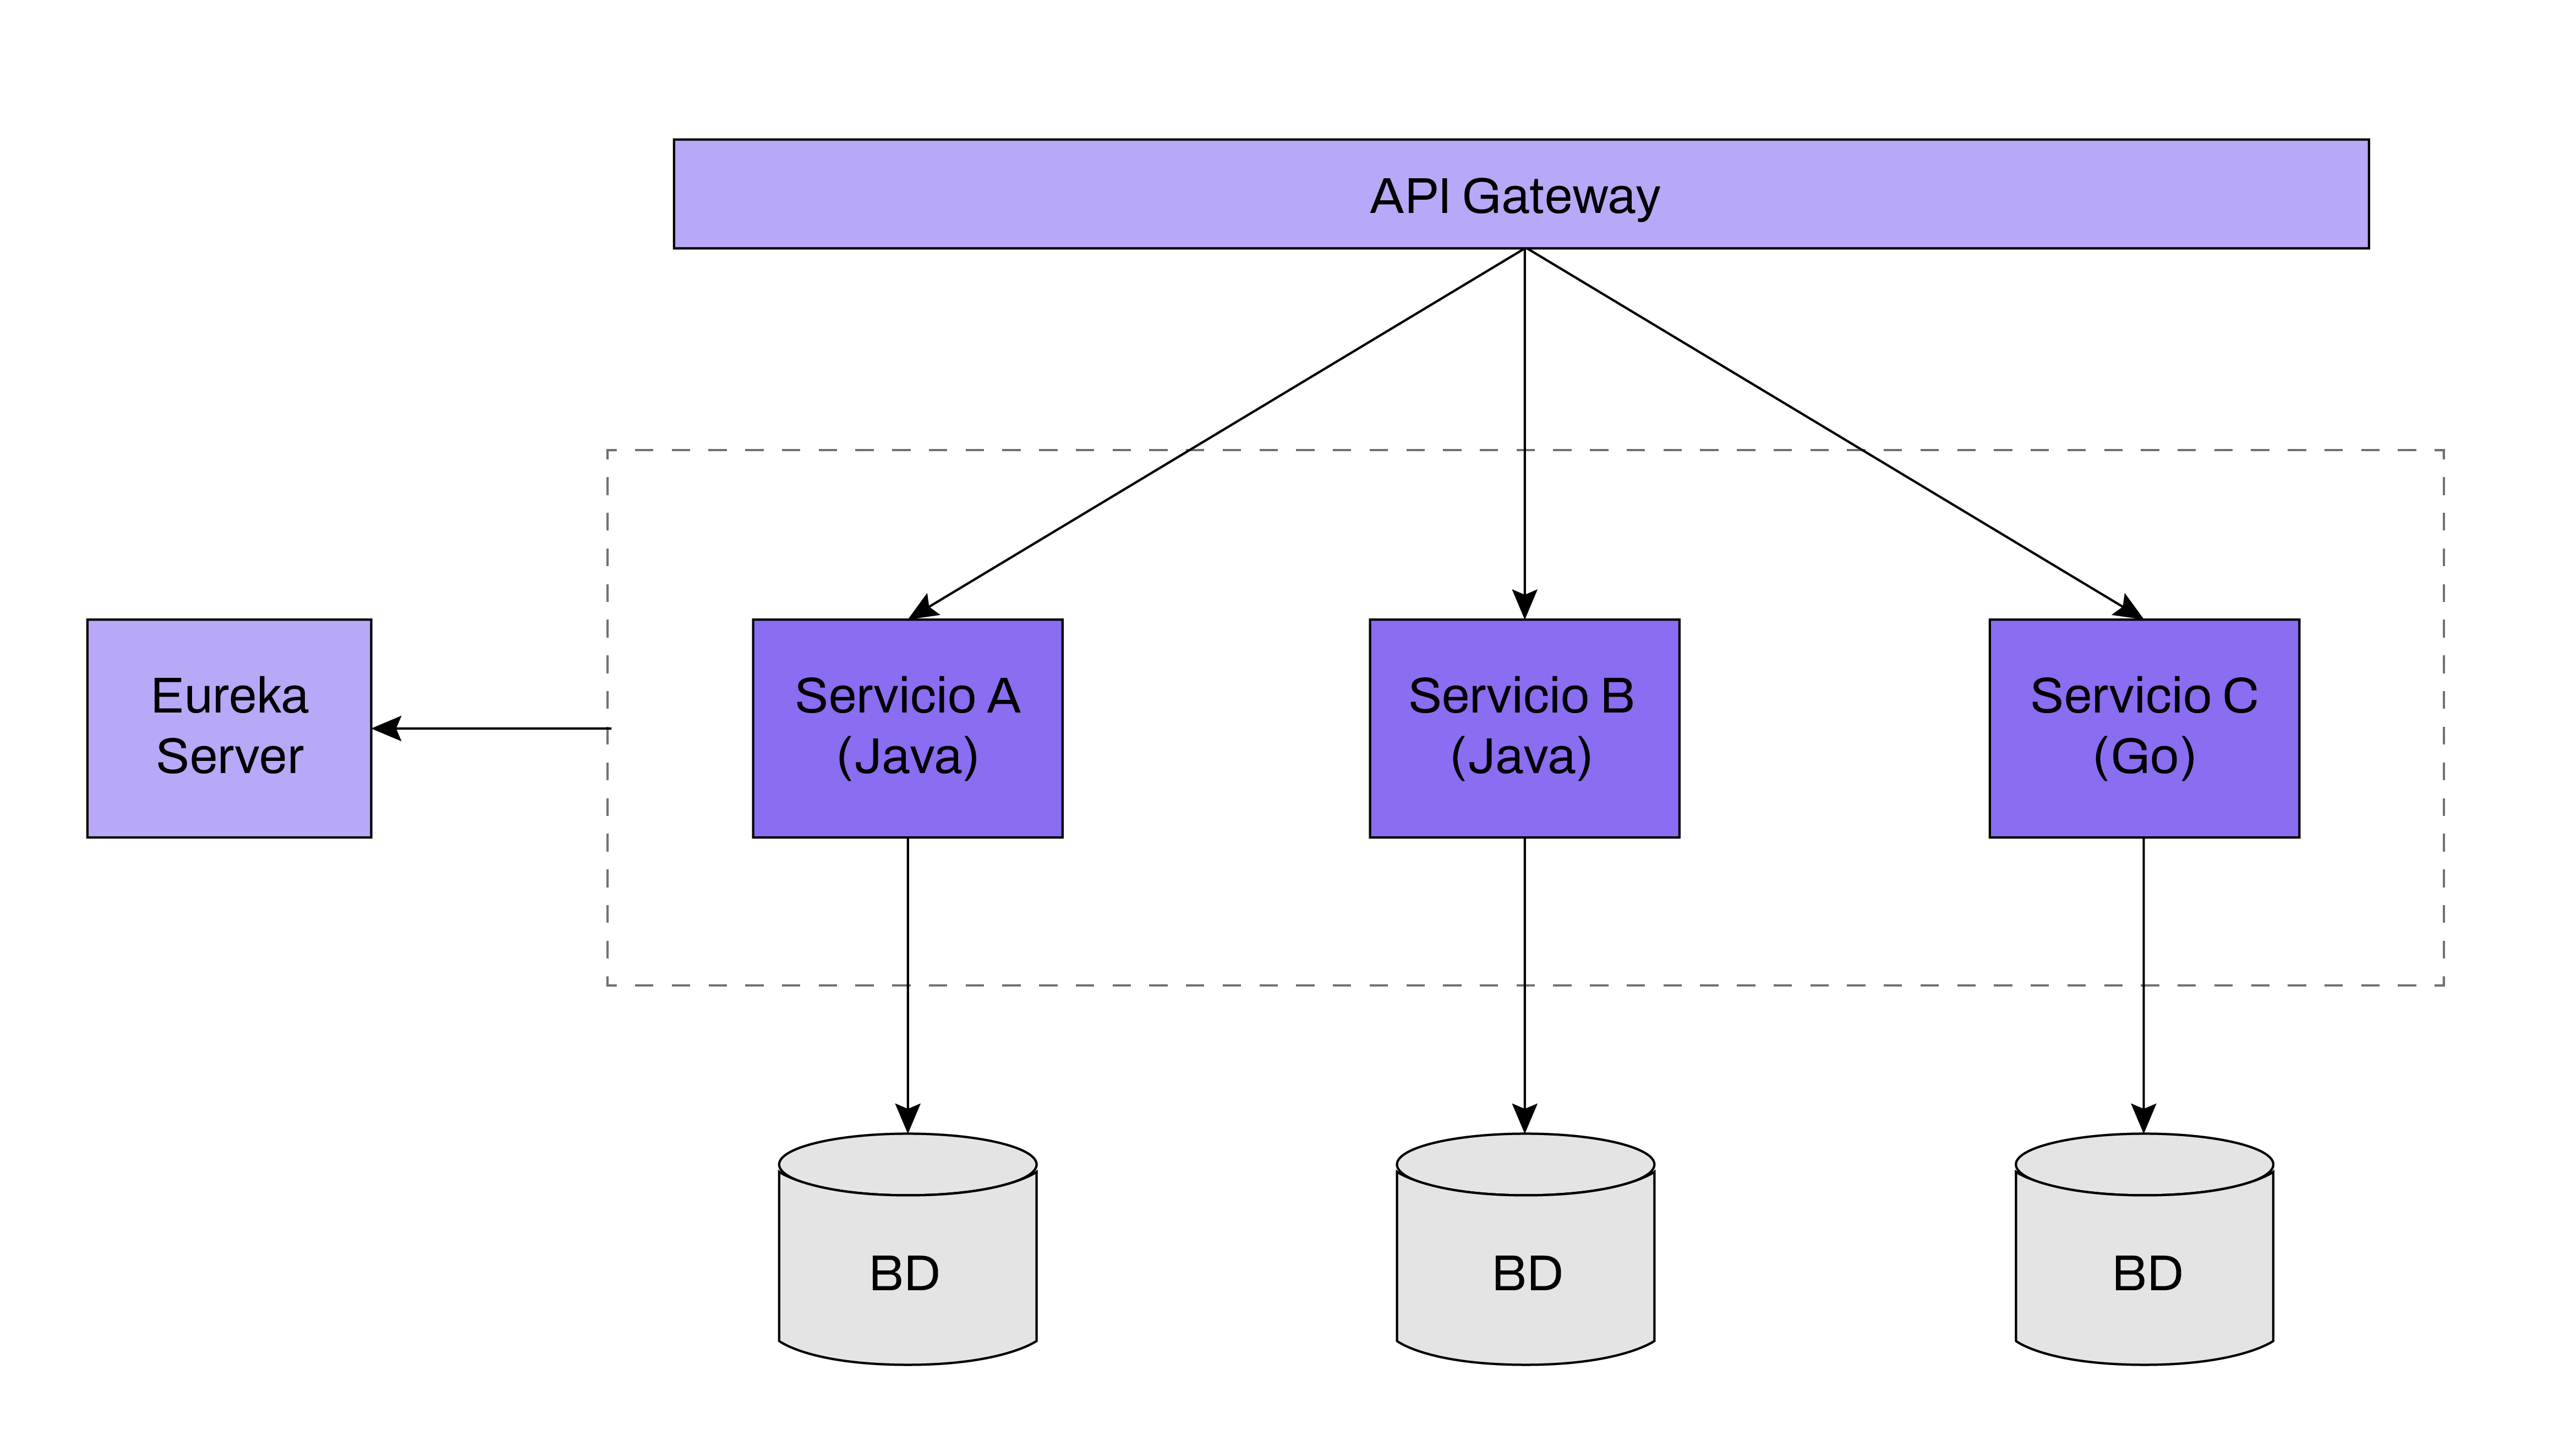 API Gateway
Eureka
Server
Servicio A
(Java)
Servicio B
(Java)
Servicio C
(Go)
BD
BD
BD